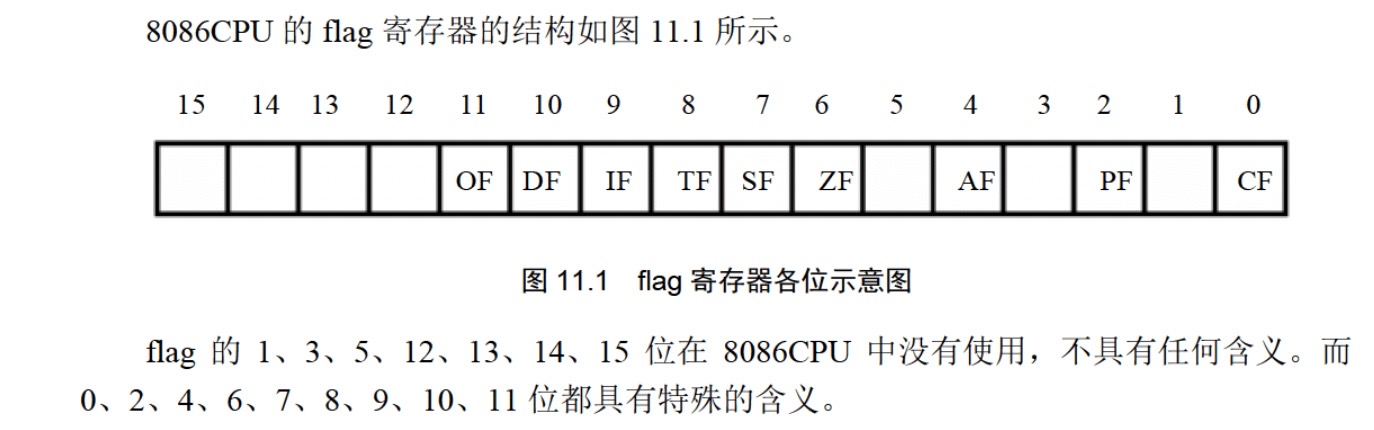 8086CPU 的 flag 寄存器的结构如图 11.1 所示。
15 14 13 12 11 10 9 8 7 6 5 4 3 2 1 0
OF DF IF TF SF ZF AF PF CF
图 11.1 flag 寄存器各位示意图
flag 的 1、3、5、12、13、14、15 位在 8086CPU 中没有使用，不具有任何含义。而
0、2、4、6、7、8、9、10、11 位都具有特殊的含义。